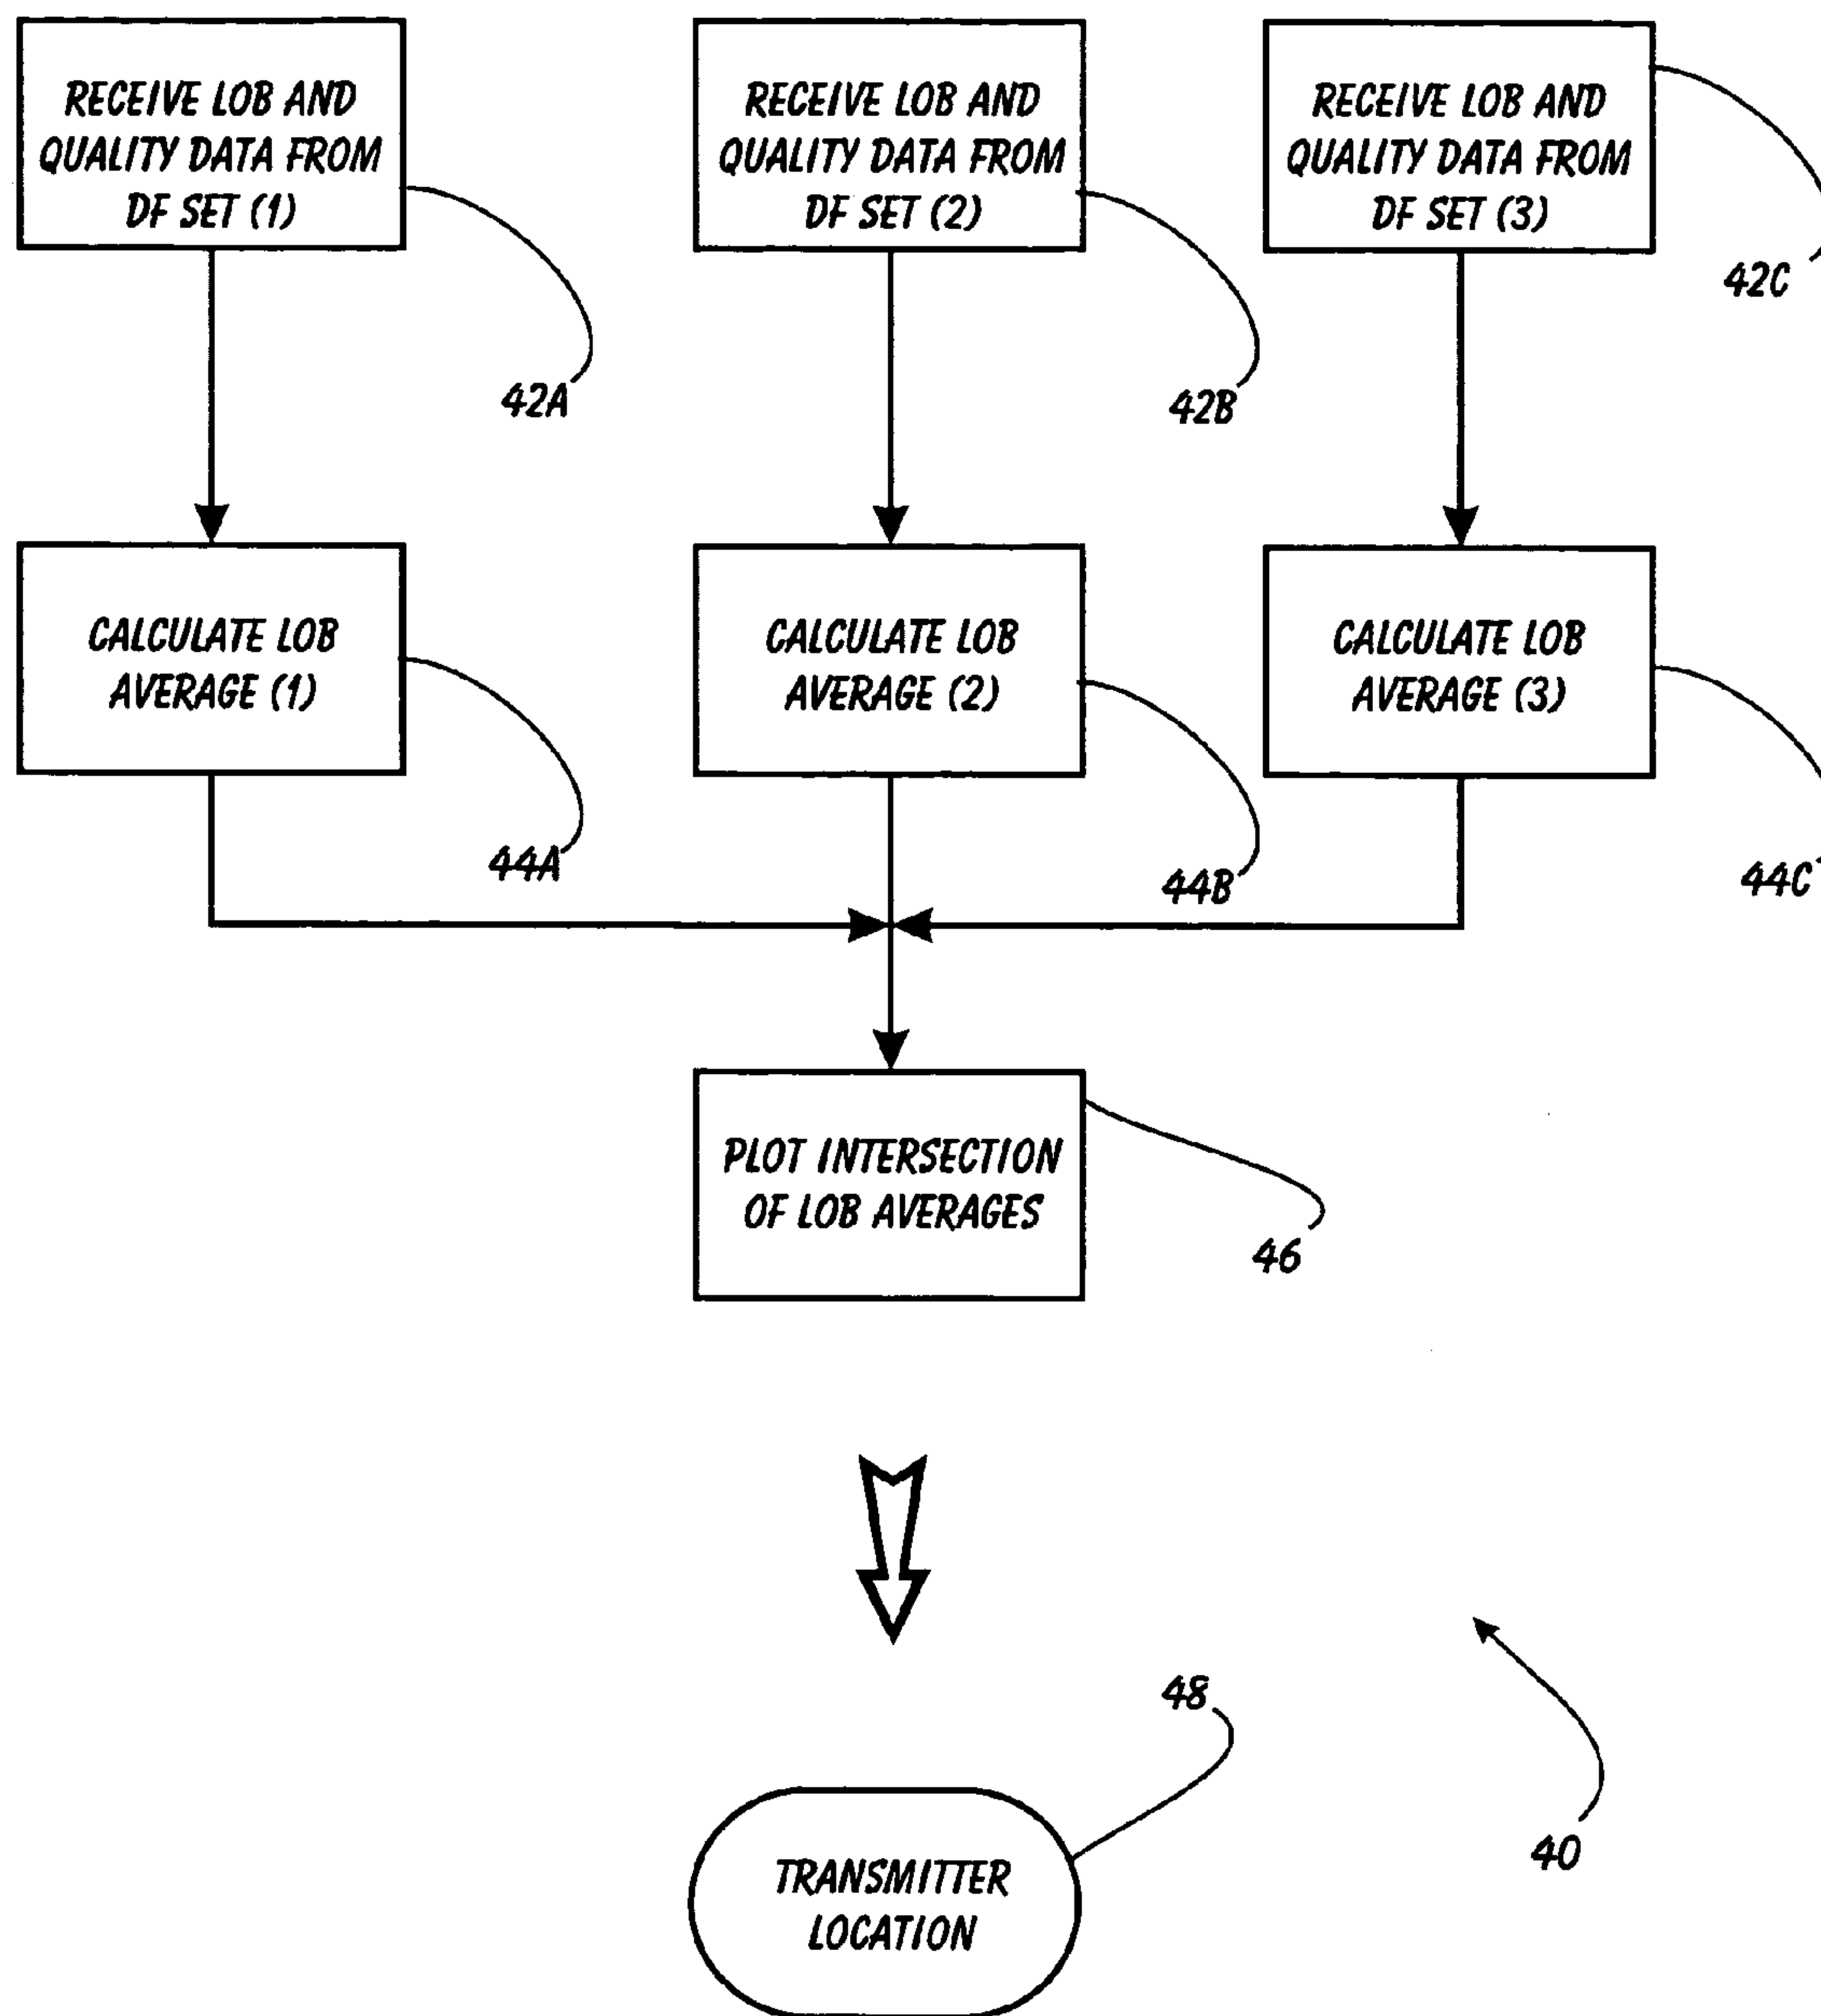 RECEIVE LOB AND
QUALITY DATA FROM
DF SET (1)
RECEIVE LOB AND
QUALITY DATA FROM
DF SET (2)
RECEIVE LOB AND
QUALITY DATA FROM
DF SET (3)
42A
42B
42C
CALCULATE LOB
AVERAGE (1)
CALCULATE LOB
AVERAGE (2)
CALCULATE LOB
AVERAGE (3)
44A
44B
44C
PLOT INTERSECTION
OF LOB AVERAGES
46
48
TRANSMITTER
LOCATION
40